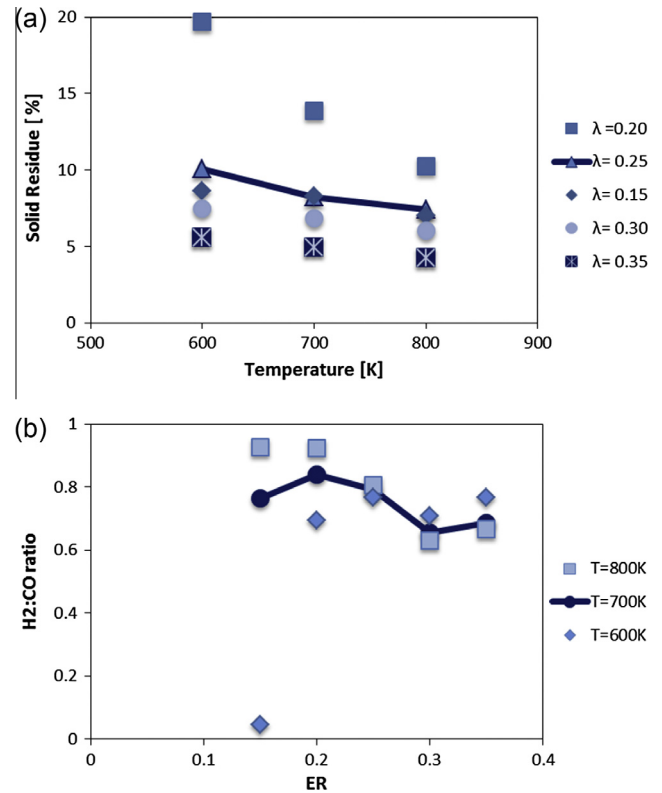 (a)
20
15
10
5
0
Solid Residue [ %]
500 600 700 800 900
Temperature [K]
λ =0.20
λ= 0.25
λ= 0.15
λ= 0.30
λ= 0.35
(b)
1
0.8
0.6
0.4
0.2
0
H2:CO ratio
0 0.1 0.2 0.3 0.4
ER
T=800K
T=700K
T=600K